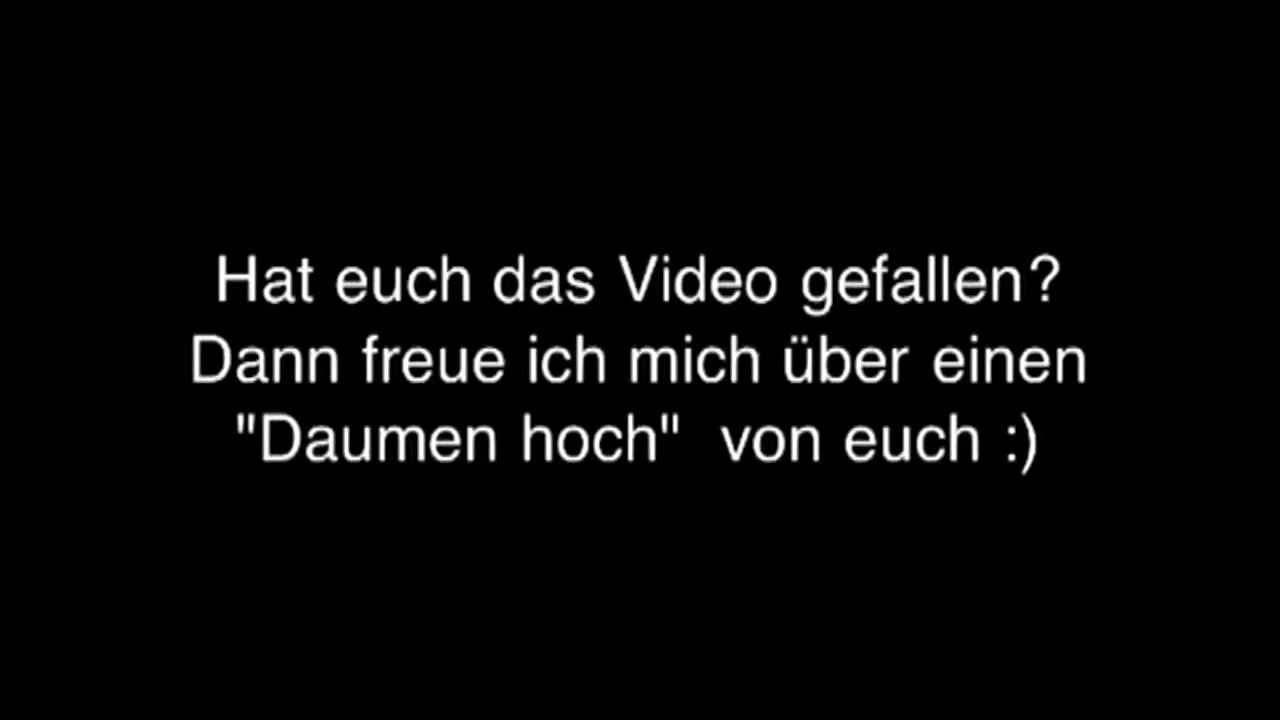 Hat euch das Video gefallen?
Dann freue ich mich über einen
"Daumen hoch"  von euch :)